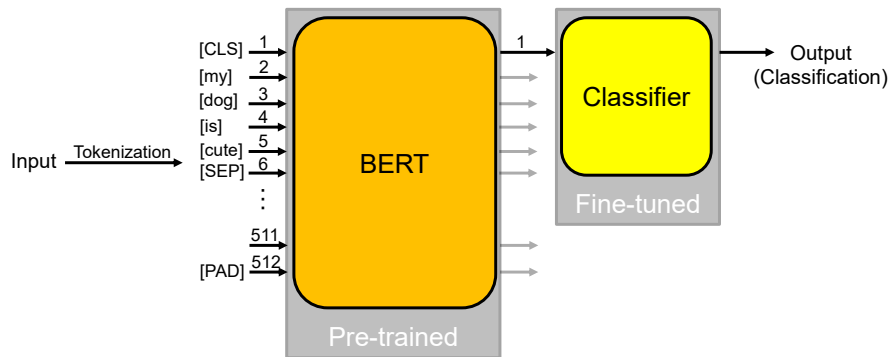 Input
Tokenization
[CLS] 1
[my] 2
[dog] 3
[is] 4
[cute] 5
[SEP] 6
⋮
511
[PAD] 512
BERT
Pre-trained
1
Classifier
Fine-tuned
Output
(Classification)